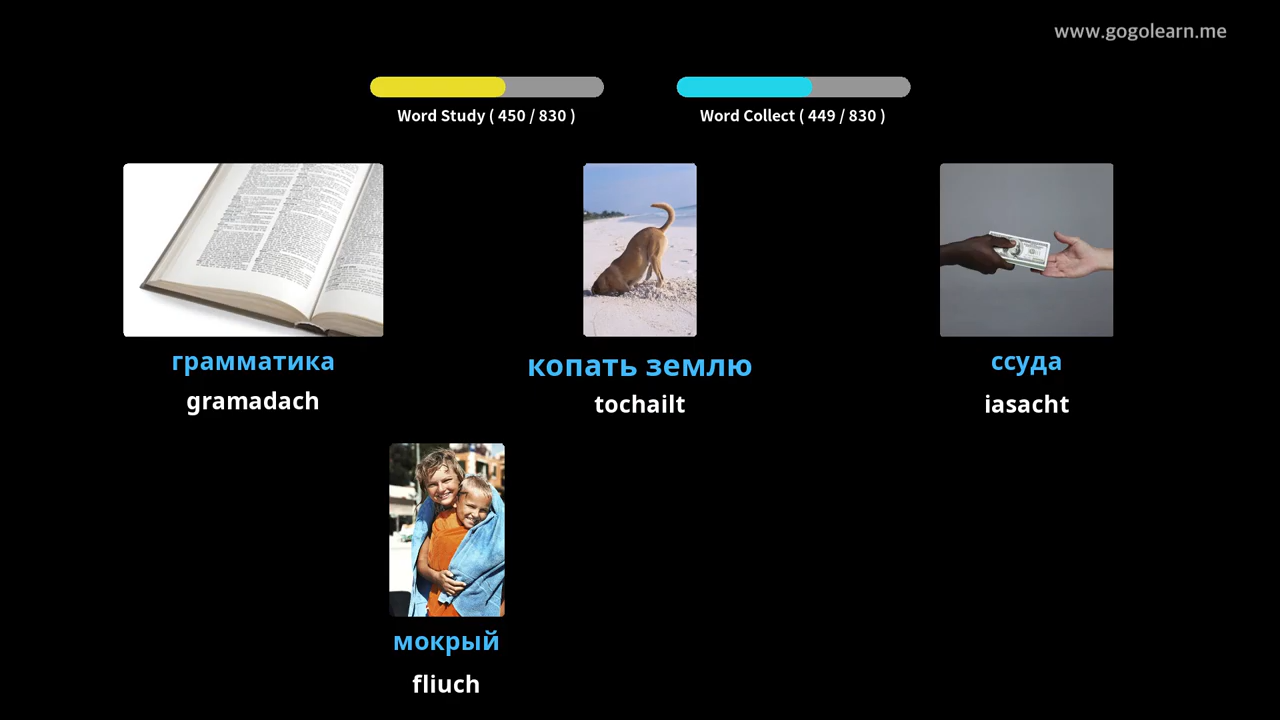 www.gogolearn.me
Word Study ( 450 / 830 )
Word Collect ( 449 / 830 )
грамматика
gramadach
копать землю
tochailt
ссуда
iasacht
мокрый
fliuch